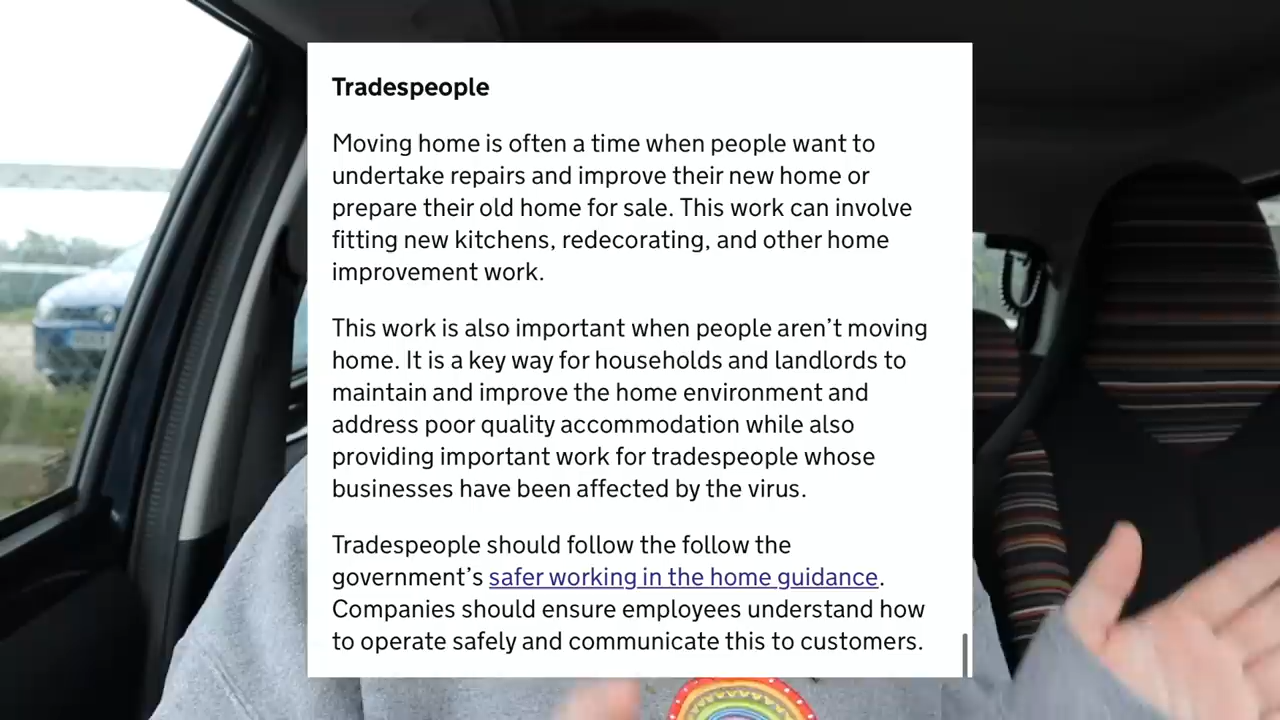 Tradespeople
Moving home is often a time when people want to
undertake repairs and improve their new home or
prepare their old home for sale. This work can involve
fitting new kitchens, redecorating, and other home
improvement work.
This work is also important when people aren’t moving
home. It is a key way for households and landlords to
maintain and improve the home environment and
address poor quality accommodation while also
providing important work for tradespeople whose
businesses have been affected by the virus.
Tradespeople should follow the follow the
government’s safer working in the home guidance.
Companies should ensure employees understand how
to operate safely and communicate this to customers.